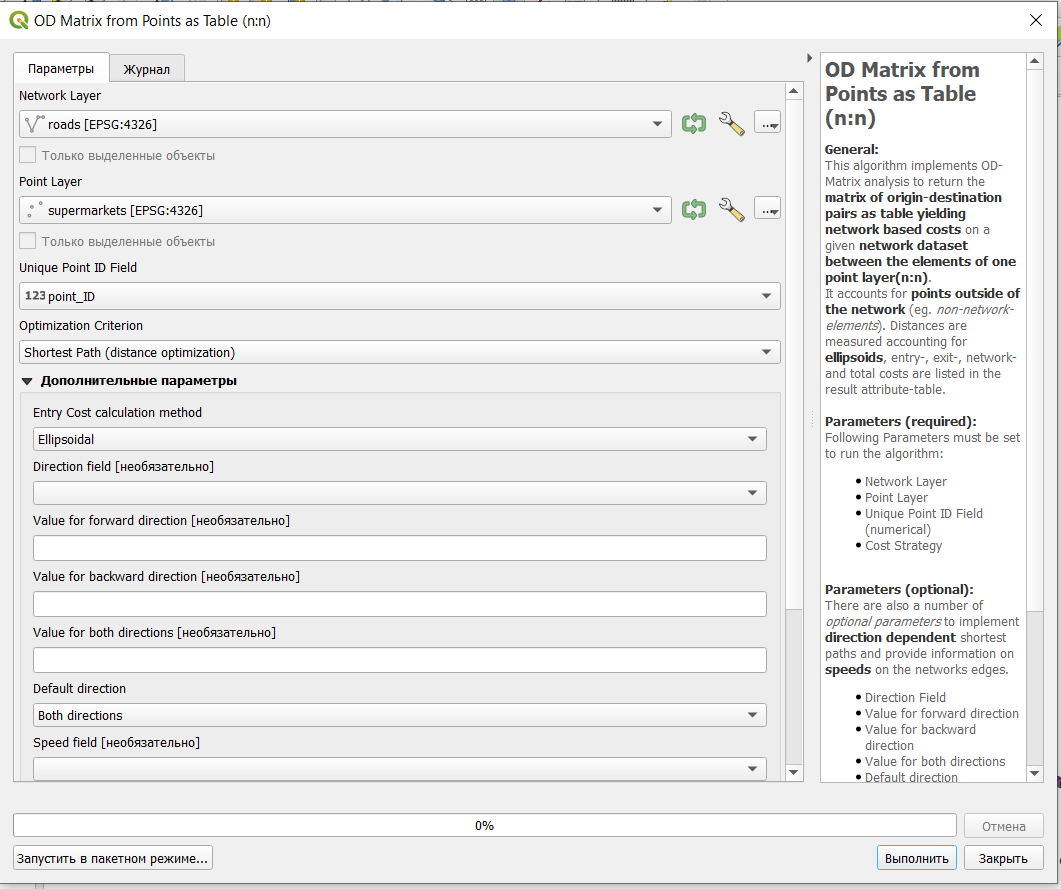 OD Matrix from Points as Table (n:n)
Параметры
Журнал
Network Layer
roads [EPSG:4326]
...
Только выделенные объекты
Point Layer
supermarkets [EPSG:4326]
...
Только выделенные объекты
Unique Point ID Field
123 point_ID
Optimization Criterion
Shortest Path (distance optimization)
Дополнительные параметры
Entry Cost calculation method
Ellipsoidal
Direction field [необязательно]
Value for forward direction [необязательно]
Value for backward direction [необязательно]
Value for both directions [необязательно]
Default direction
Both directions
Speed field [необязательно]
OD Matrix from
Points as Table
(n:n)
General:
This algorithm implements OD-
Matrix analysis to return the
matrix of origin-destination
pairs as table yielding
network based costs on a
given network dataset
between the elements of one
point layer(n:n).
It accounts for points outside of
the network (eg. non-network-
elements). Distances are
measured accounting for
ellipsoids, entry-, exit-, network-
and total costs are listed in the
result attribute-table.
Parameters (required):
Following Parameters must be set
to run the algorithm:
Network Layer
Point Layer
Unique Point ID Field
(numerical)
Cost Strategy
Parameters (optional):
There are also a number of
optional parameters to implement
direction dependent shortest
paths and provide information on
speeds on the networks edges.
Direction Field
Value for forward direction
Value for backward
direction
Value for both directions
Default direction
0%
Отмена
Запустить в пакетном режиме...
Выполнить
Закрыть